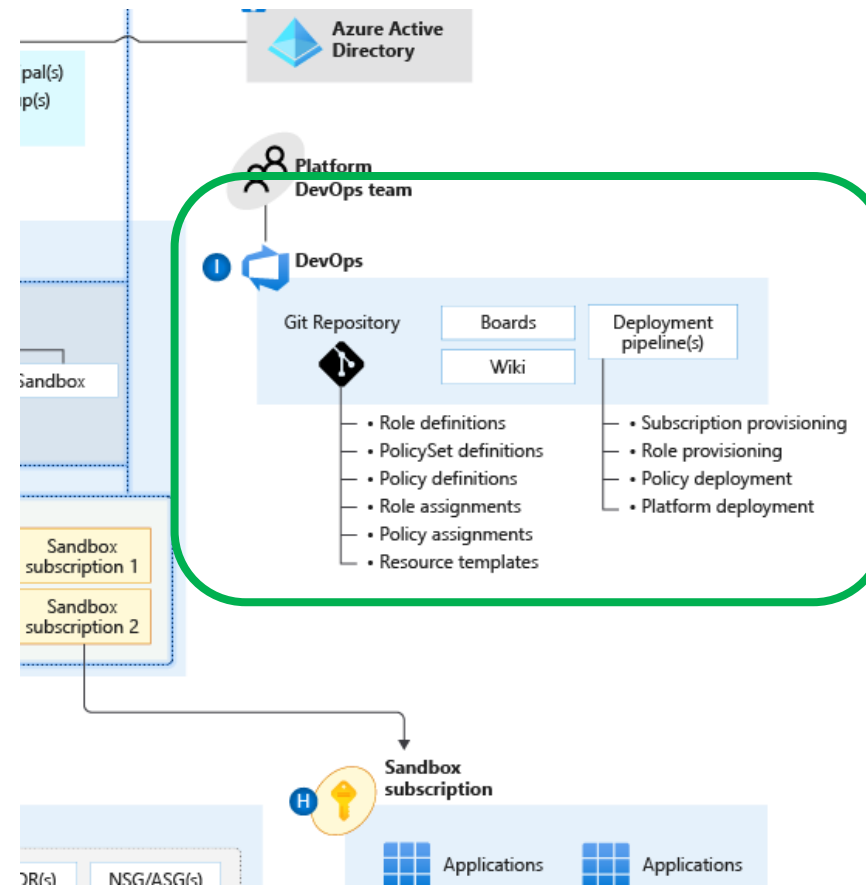 Azure Active
Directory
pal(s)
ip(s)
Platform
DevOps team
I
DevOps
Git Repository
Boards
Wiki
Deployment
pipeline(s)
Sandbox
• Role definitions
• PolicySet definitions
• Policy definitions
• Role assignments
• Policy assignments
• Resource templates
• Subscription provisioning
• Role provisioning
• Policy deployment
• Platform deployment
Sandbox
subscription 1
Sandbox
subscription 2
Sandbox
subscription
H
Applications
Applications
DR(s)
NSG/ASG(s)